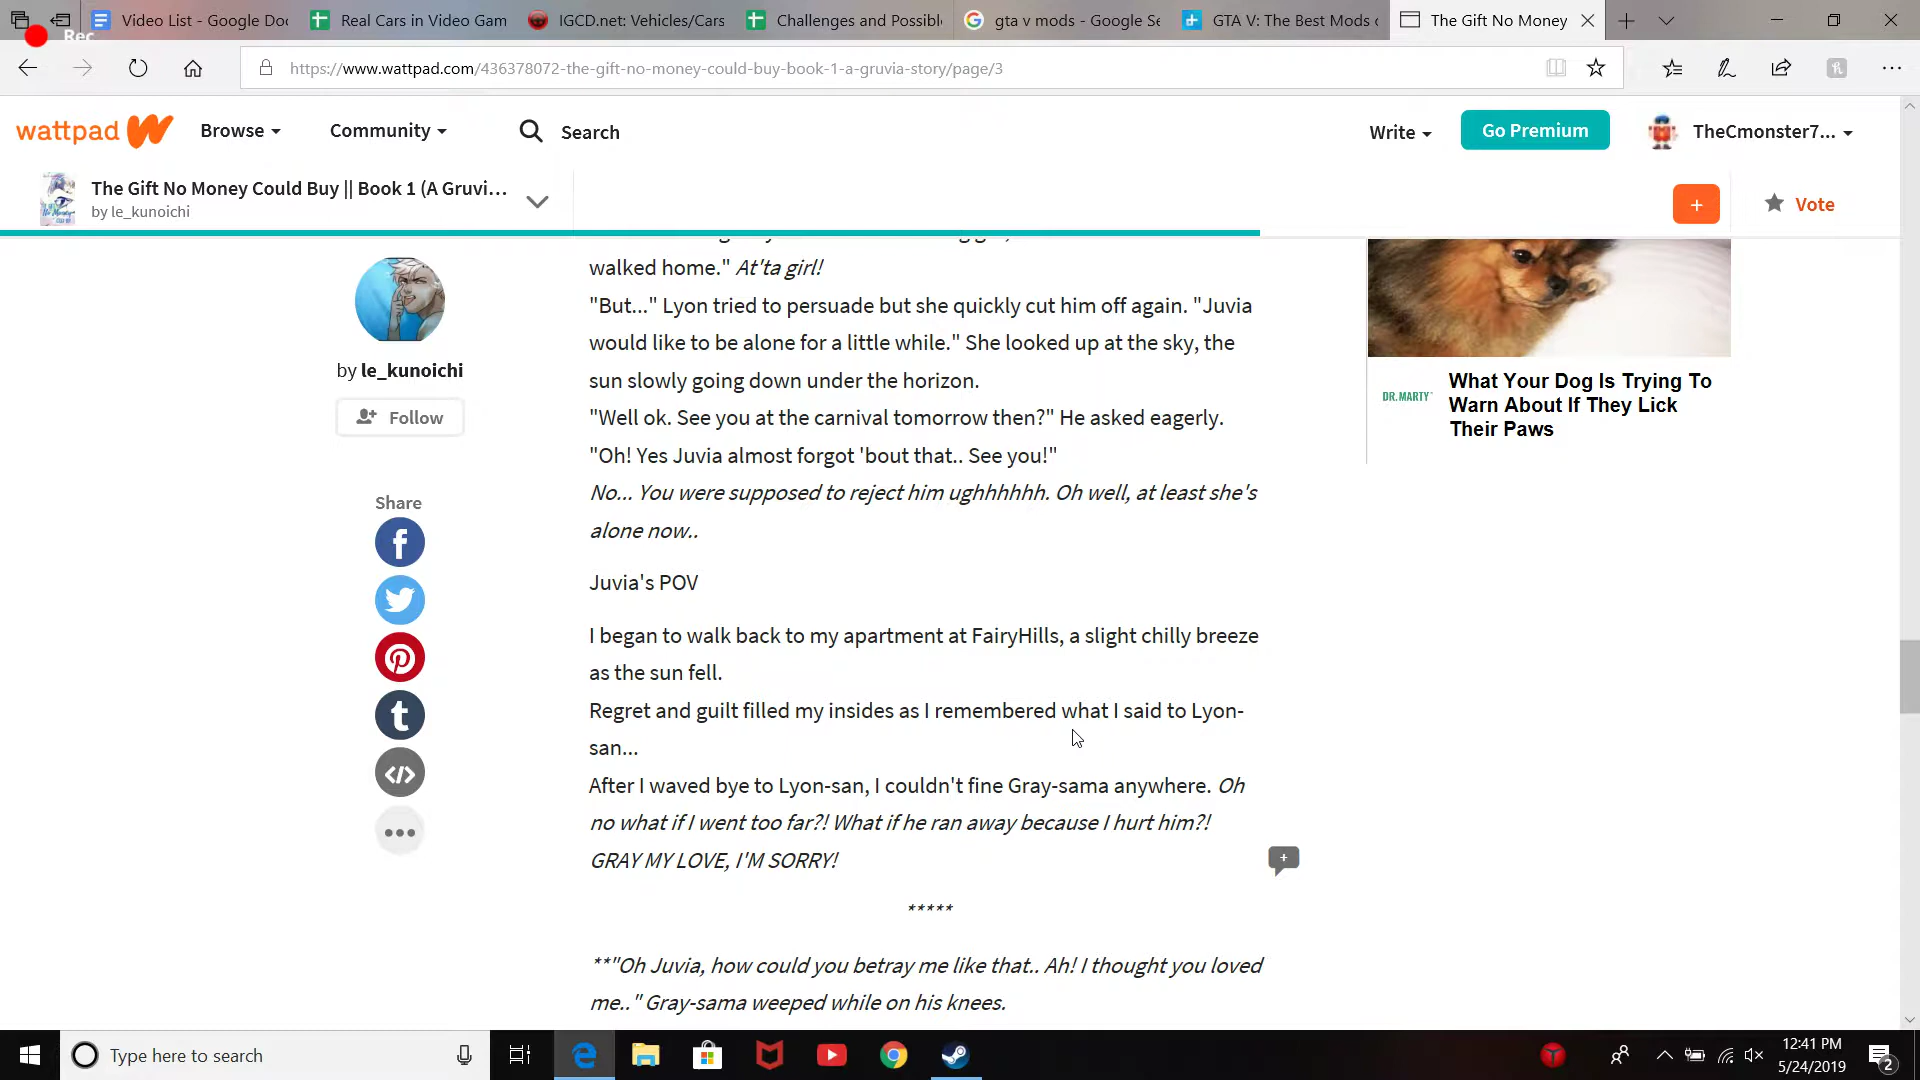 Rec
Video List - Google Doc
Real Cars in Video Gam
IGCD.net: Vehicles/Cars
Challenges and Possibl
gta v mods - Google Se
GTA V: The Best Mods
The Gift No Money
https://www.wattpad.com/436378072-the-gift-no-money-could-buy-book-1-a-gruvia-story/page/3
wattpad
Browse
Community
Search
Write
Go Premium
TheCmonster7...
The Gift No Money Could Buy || Book 1 (A Gruvi...
by le_kunoichi
+
Vote
walked home." At'ta girl!
"But..." Lyon tried to persuade but she quickly cut him off again. "Juvia
would like to be alone for a little while." She looked up at the sky, the
sun slowly going down under the horizon.
"Well ok. See you at the carnival tomorrow then?" He asked eagerly.
"Oh! Yes Juvia almost forgot 'bout that.. See you!"
No... You were supposed to reject him ughhhhhh. Oh well, at least she's
alone now..
Juvia's POV
I began to walk back to my apartment at FairyHills, a slight chilly breeze
as the sun fell.
Regret and guilt filled my insides as I remembered what I said to Lyon-
san...
After I waved bye to Lyon-san, I couldn't fine Gray-sama anywhere. Oh
no what if I went too far?! What if he ran away because I hurt him?!
GRAY MY LOVE, I'M SORRY!
*****
**"Oh Juvia, how could you betray me like that.. Ah! I thought you loved
me.." Gray-sama weeped while on his knees.
by le_kunoichi
Follow
Share
DR. MARTY
What Your Dog Is Trying To
Warn About If They Lick
Their Paws
Type here to search
12:41 PM
5/24/2019
2